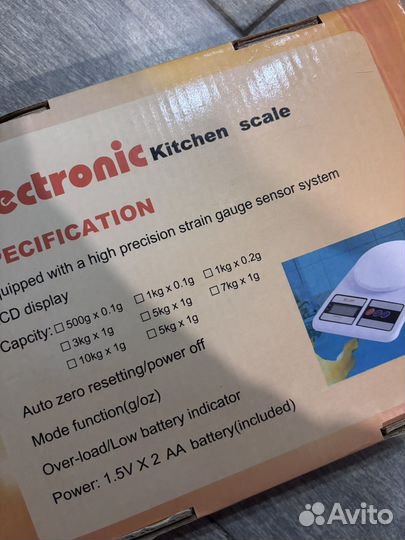 ectronic Kitchen scale
PECIFICATION
quipped with a high precision strain gauge sensor system
CD display
Capcity: □500g x 0.1g □1kg x 0.1g □1kg x 0.2g
□3kg x 1g □5kg x 1g □7kg x 1g
□10kg x 1g □5kg x 1g
Auto zero resetting/power off
Mode function(g/oz)
Over-load/Low battery indicator
Power: 1.5V X 2 AA battery(included)
Avito